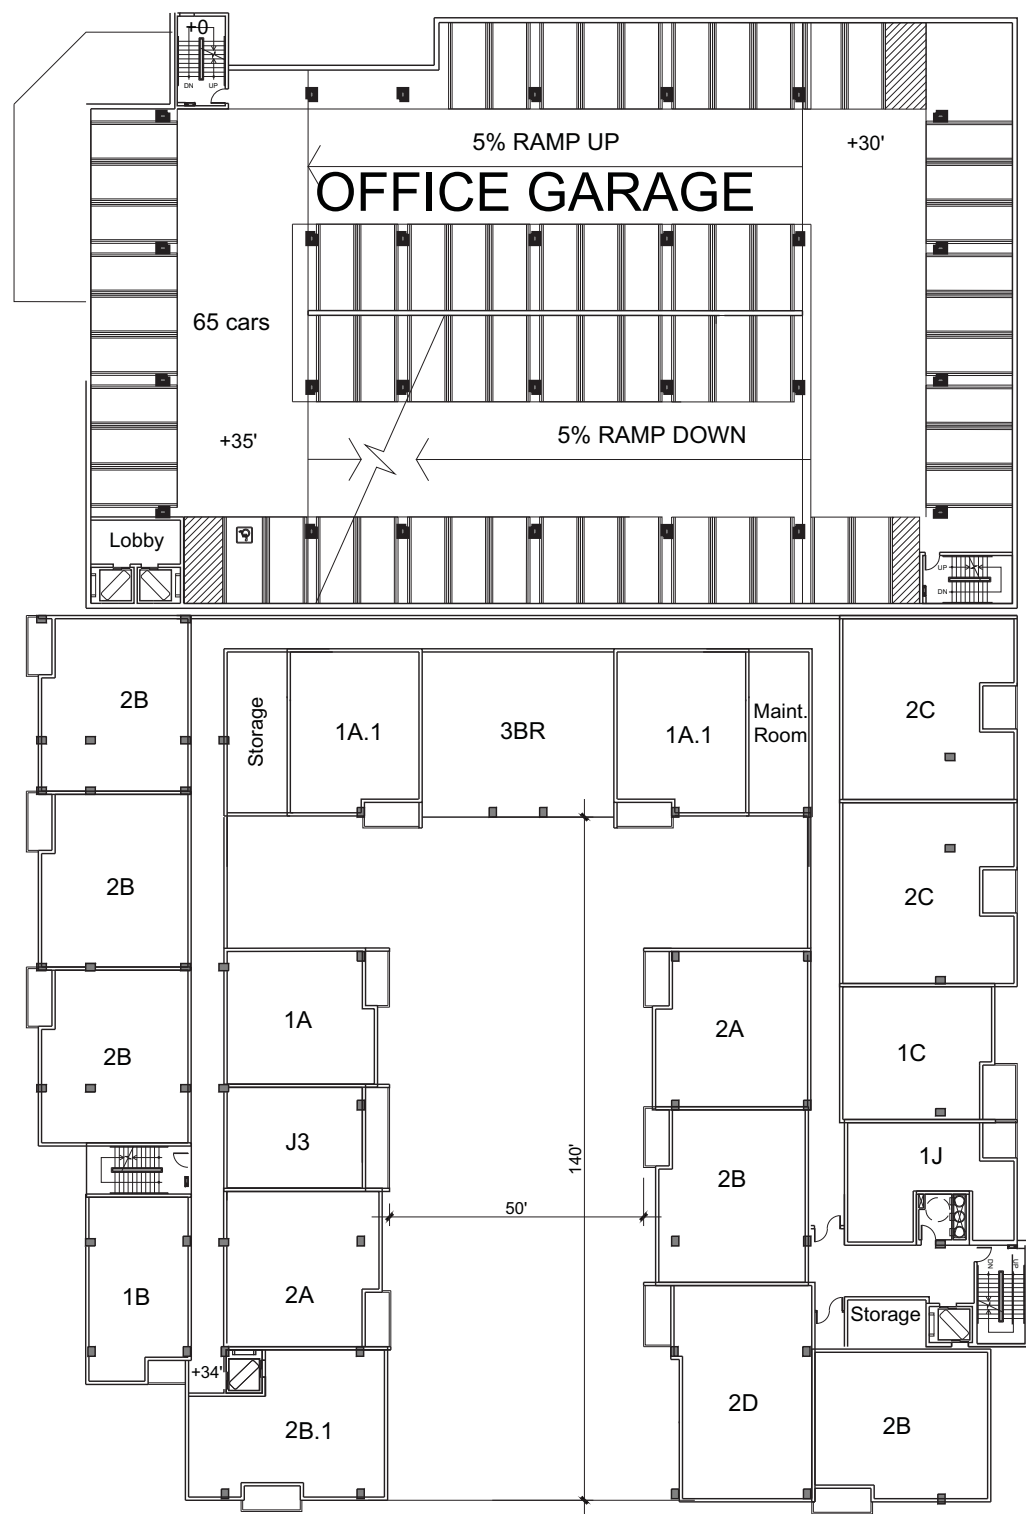 +0
DN UP
5% RAMP UP
+30'
OFFICE GARAGE
65 cars
+35'
5% RAMP DOWN
Lobby
UP
DN
2B
Storage
1A.1
3BR
1A.1
Maint.
Room
2C
2B
2C
2B
1A
2A
1C
J3
140'
2B
1J
50'
DN
UP
1B
2A
Storage
+34'
2B.1
2D
2B